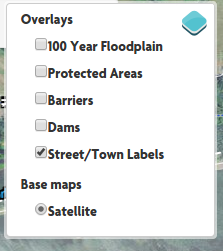 Overlays
100 Year Floodplain
Protected Areas
Barriers
Dams
Street/Town Labels
Base maps
Satellite